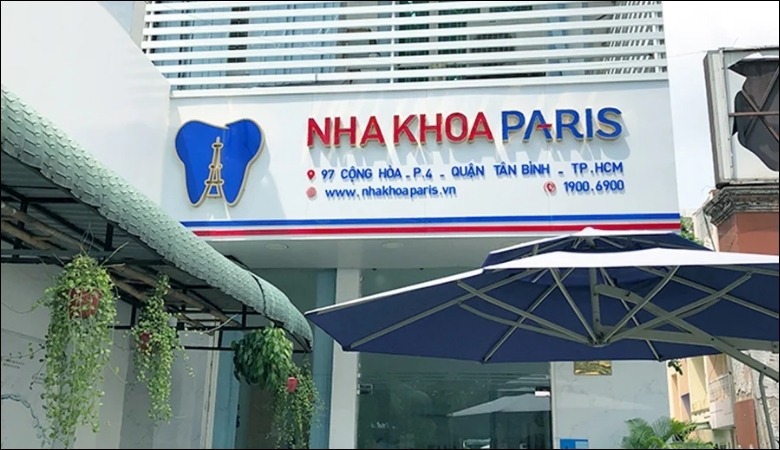 NHA KHOA PARIS
97 CỘNG HÒA - P.4 - QUẬN TÂN BÌNH - TP.HCM
www.nhakhoaparis.vn 1900.6900